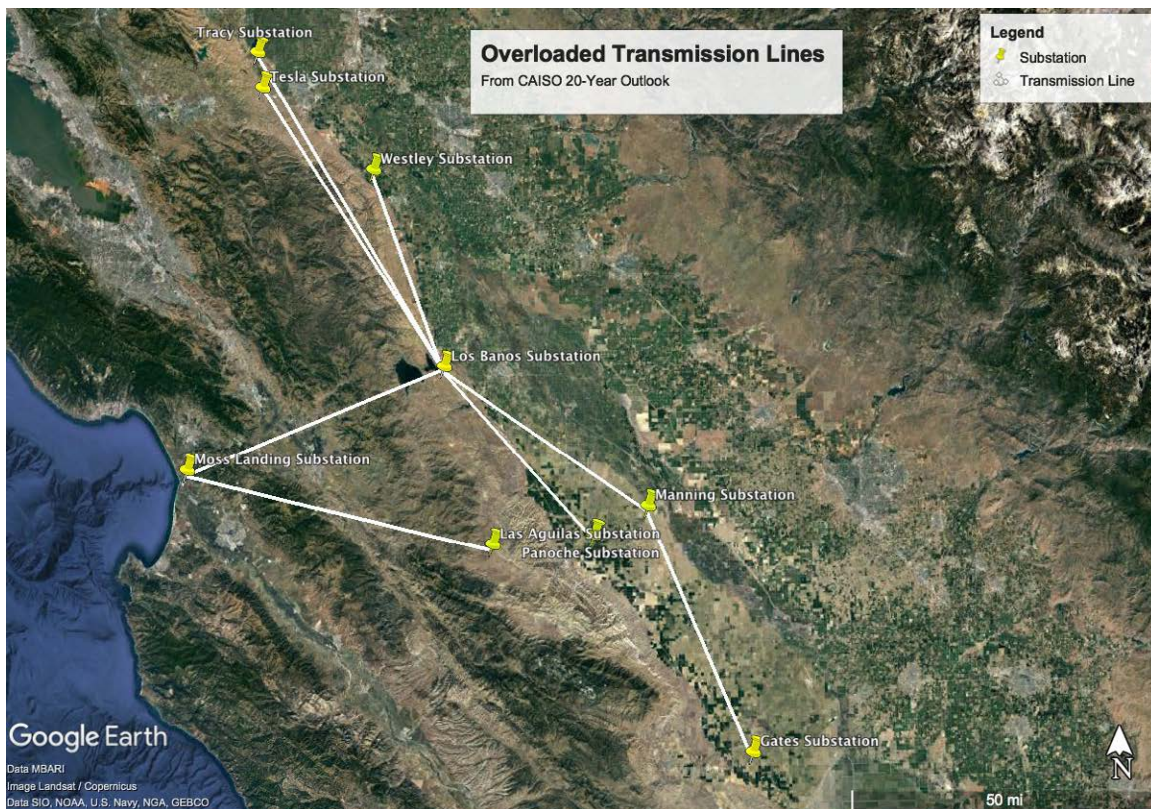 Tracy Substation
Overloaded Transmission Lines
From CAISO 20-Year Outlook
Legend
Substation
Transmission Line
Tesla Substation
Westley Substation
Los Banos Substation
Moss Landing Substation
Manning Substation
Las Aguilas Substation
Panoche Substation
Gates Substation
Google Earth
Data MBARI
Image Landsat / Copernicus
Data SIO, NOAA, U.S. Navy, NGA, GEBCO
N
50 mi